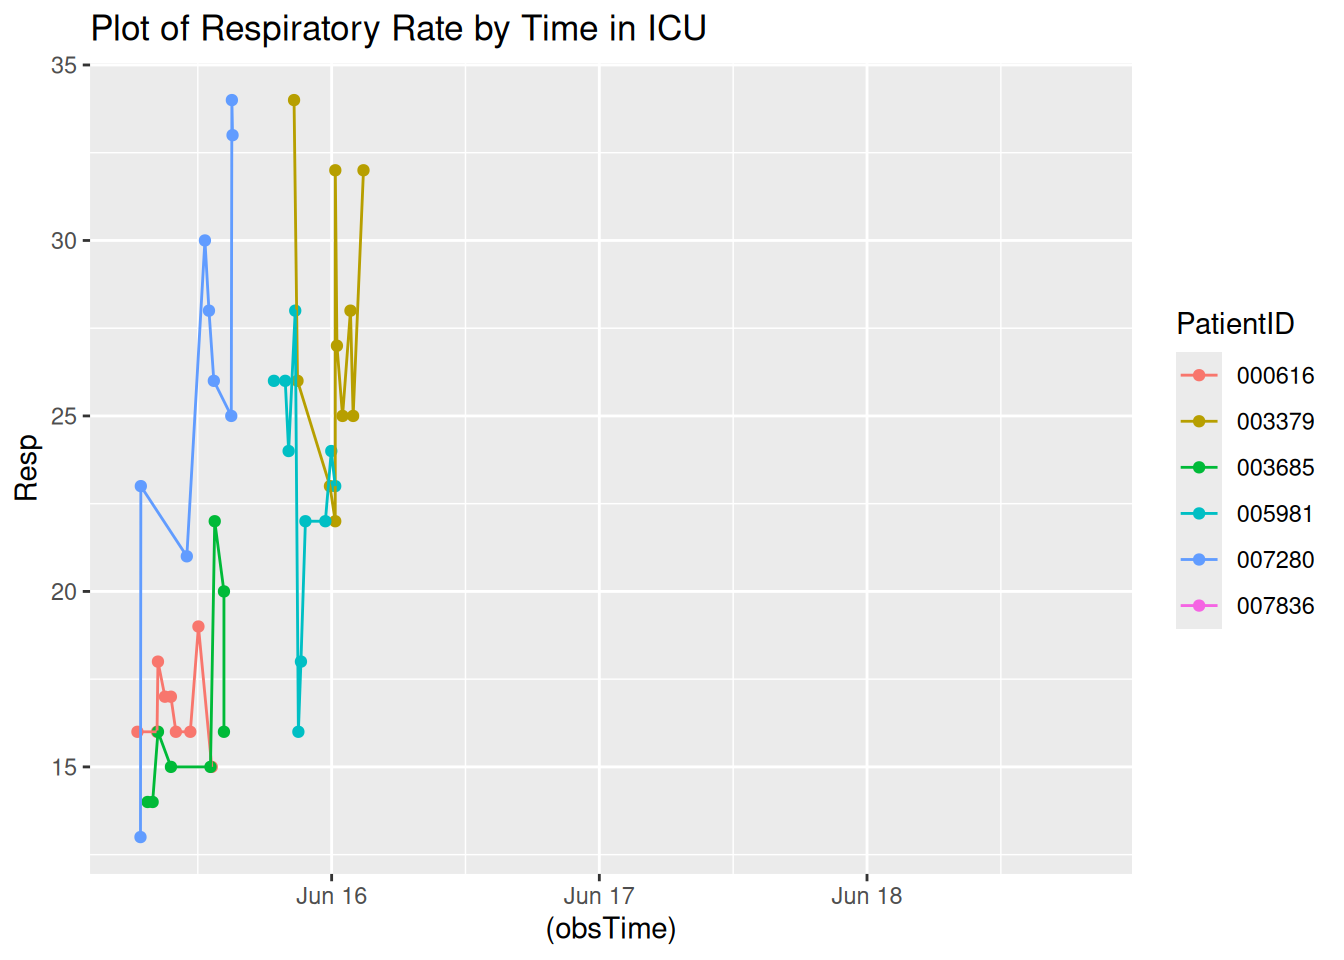 Plot of Respiratory Rate by Time in ICU
35
30
25
20
15
Resp
Jun 16
Jun 17
Jun 18
(obsTime)
PatientID
000616
003379
003685
005981
007280
007836